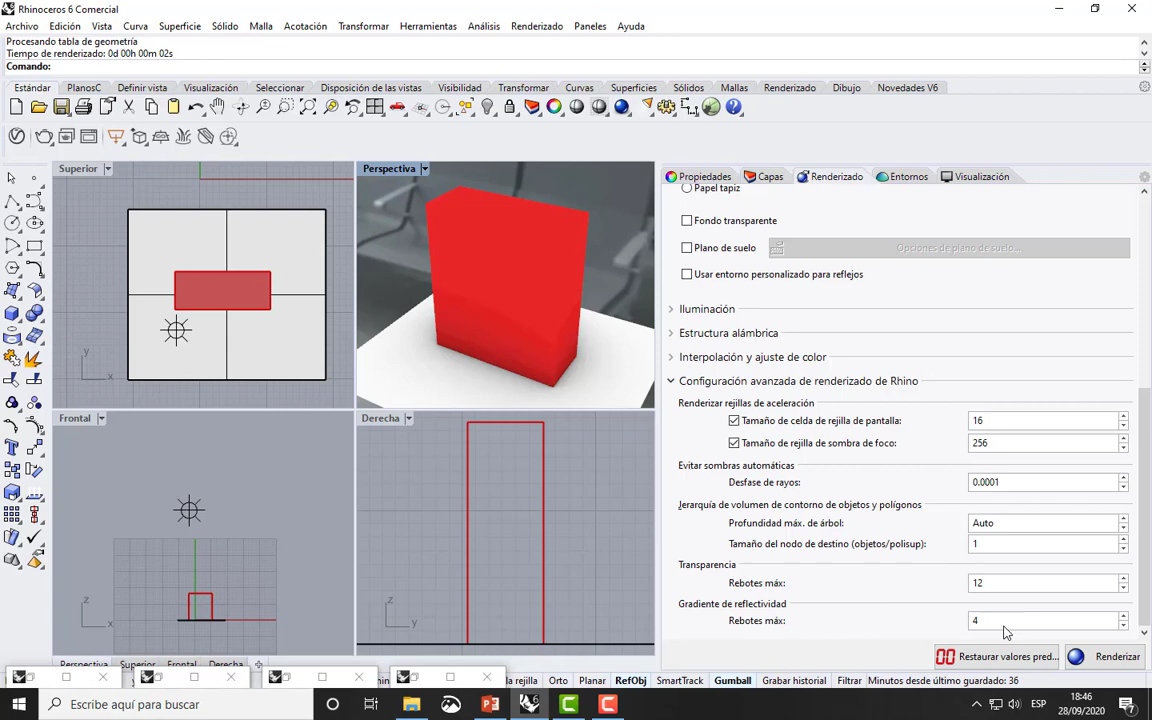 Rhinoceros 6 Comercial
Archivo Edición Vista Curva Superficie Sólido Malla Acotación Transformar Herramientas Análisis Renderizado Paneles Ayuda
Procesando tabla de geometría
Tiempo de renderizado: 0d 00h 00m 02s
Comando:
Estándar PlanosC Definir vista Visualización Seleccionar Disposición de las vistas Visibilidad Transformar Curvas Superficies Sólidos Mallas Renderizado Dibujo Novedades V6
Superior Perspectiva
Propiedades Capas Renderizado Entornos Visualización
Papel tapiz
Fondo transparente
Plano de suelo Opciones de plano de suelo...
Usar entorno personalizado para reflejos
Iluminación
Estructura alámbrica
Interpolación y ajuste de color
y
x
Configuración avanzada de renderizado de Rhino
Renderizar rejillas de aceleración
Frontal Derecha
Tamaño de celda de rejilla de pantalla: 16
Tamaño de rejilla de sombra de foco: 256
Evitar sombras automáticas
Desfase de rayos: 0.0001
Jerarquía de volumen de contorno de objetos y polígonos
Profundidad máx. de árbol: Auto
Tamaño del nodo de destino (objetos/polisup): 1
Transparencia
Rebotes máx: 12
Gradiente de reflectividad
Rebotes máx: 4
z
x
z
y
Restaurar valores pred... Renderizar
Perspectiva Superior Frontal Derecha
rejilla Orto Planar RefObj SmartTrack Gumball Grabar historial Filtrar Minutos desde último guardado: 36
Escribe aquí para buscar
ESP
18:46
28/09/2020
7